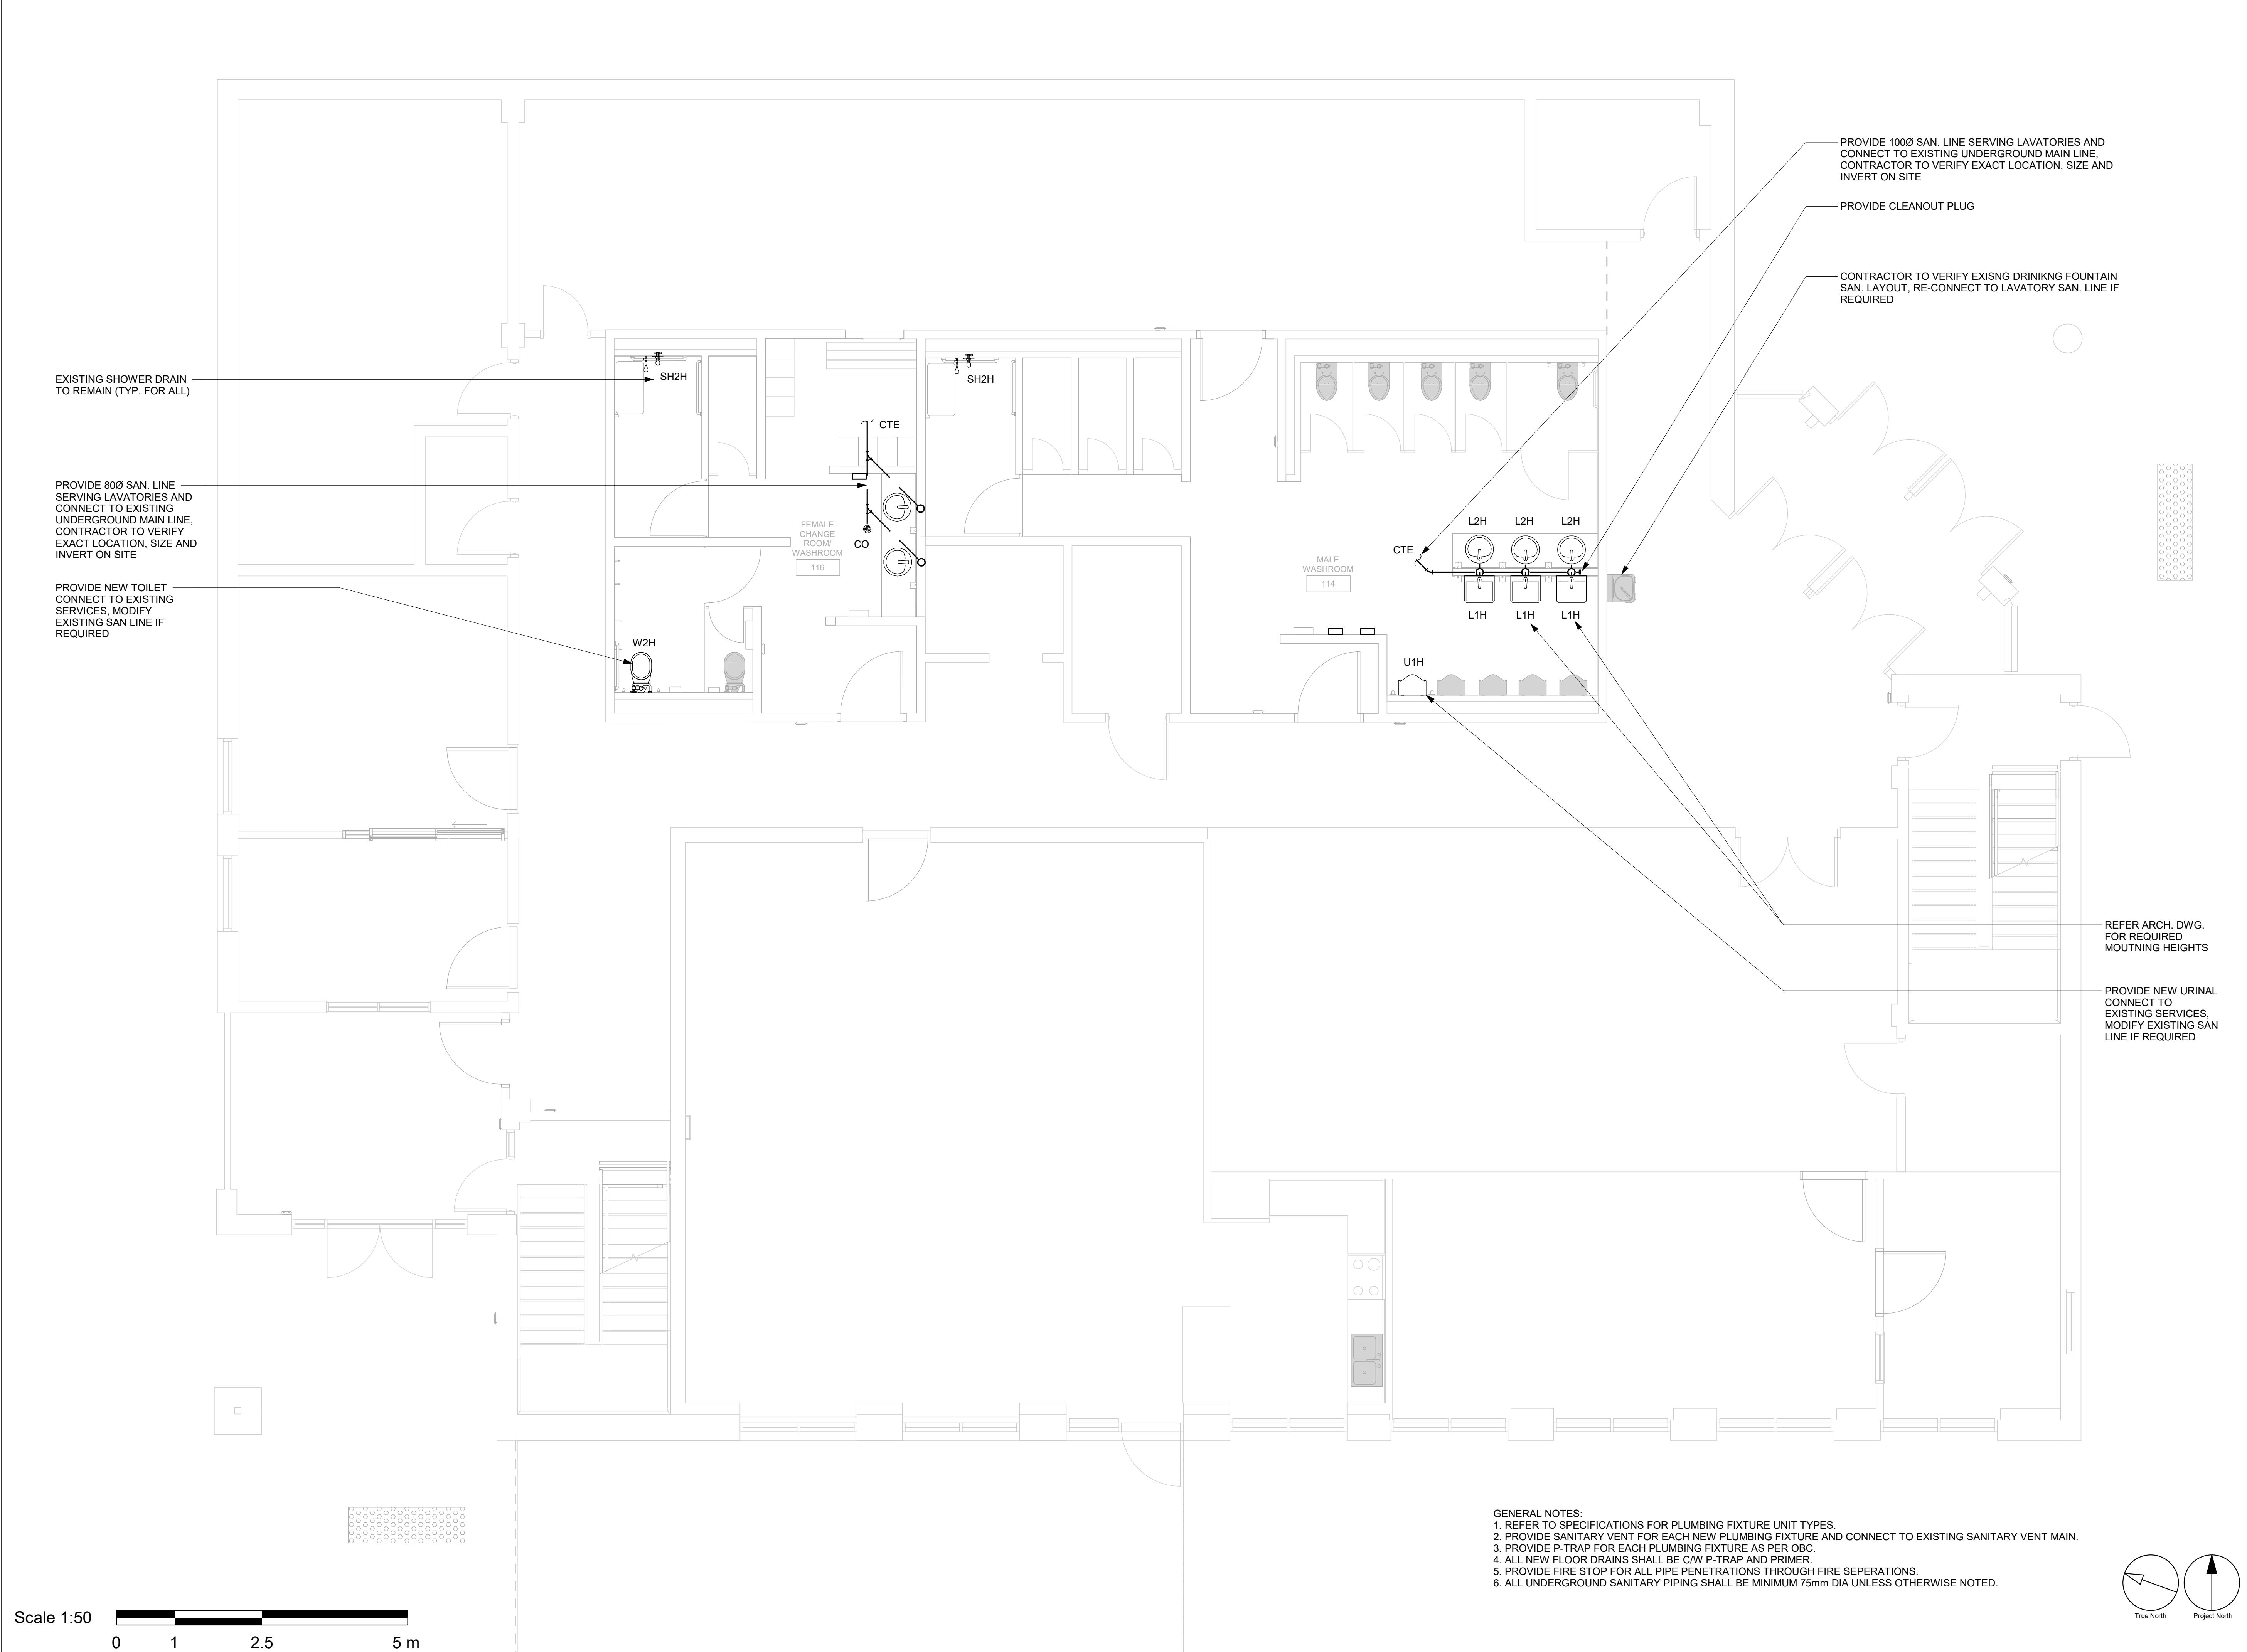 PROVIDE 100Ø SAN. LINE SERVING LAVATORIES AND
CONNECT TO EXISTING UNDERGROUND MAIN LINE,
CONTRACTOR TO VERIFY EXACT LOCATION, SIZE AND
INVERT ON SITE
PROVIDE CLEANOUT PLUG
CONTRACTOR TO VERIFY EXISNG DRINIKNG FOUNTAIN
SAN. LAYOUT, RE-CONNECT TO LAVATORY SAN. LINE IF
REQUIRED
EXISTING SHOWER DRAIN
TO REMAIN (TYP. FOR ALL)
SH2H
SH2H
CTE
PROVIDE 80Ø SAN. LINE
SERVING LAVATORIES AND
CONNECT TO EXISTING
UNDERGROUND MAIN LINE,
CONTRACTOR TO VERIFY
EXACT LOCATION, SIZE AND
INVERT ON SITE
FEMALE
CHANGE
ROOM/
WASHROOM
116
CO
L2H
L2H
L2H
CTE
MALE
WASHROOM
114
L1H
L1H
L1H
PROVIDE NEW TOILET
CONNECT TO EXISTING
SERVICES, MODIFY
EXISTING SAN LINE IF
REQUIRED
W2H
U1H
REFER ARCH. DWG.
FOR REQUIRED
MOUTNING HEIGHTS
PROVIDE NEW URINAL
CONNECT TO
EXISTING SERVICES,
MODIFY EXISTING SAN
LINE IF REQUIRED
GENERAL NOTES:
1. REFER TO SPECIFICATIONS FOR PLUMBING FIXTURE UNIT TYPES.
2. PROVIDE SANITARY VENT FOR EACH NEW PLUMBING FIXTURE AND CONNECT TO EXISTING SANITARY VENT MAIN.
3. PROVIDE P-TRAP FOR EACH PLUMBING FIXTURE AS PER OBC.
4. ALL NEW FLOOR DRAINS SHALL BE C/W P-TRAP AND PRIMER.
5. PROVIDE FIRE STOP FOR ALL PIPE PENETRATIONS THROUGH FIRE SEPERATIONS.
6. ALL UNDERGROUND SANITARY PIPING SHALL BE MINIMUM 75mm DIA UNLESS OTHERWISE NOTED.
True North
Project North
Scale 1:50
0 1 2.5 5 m